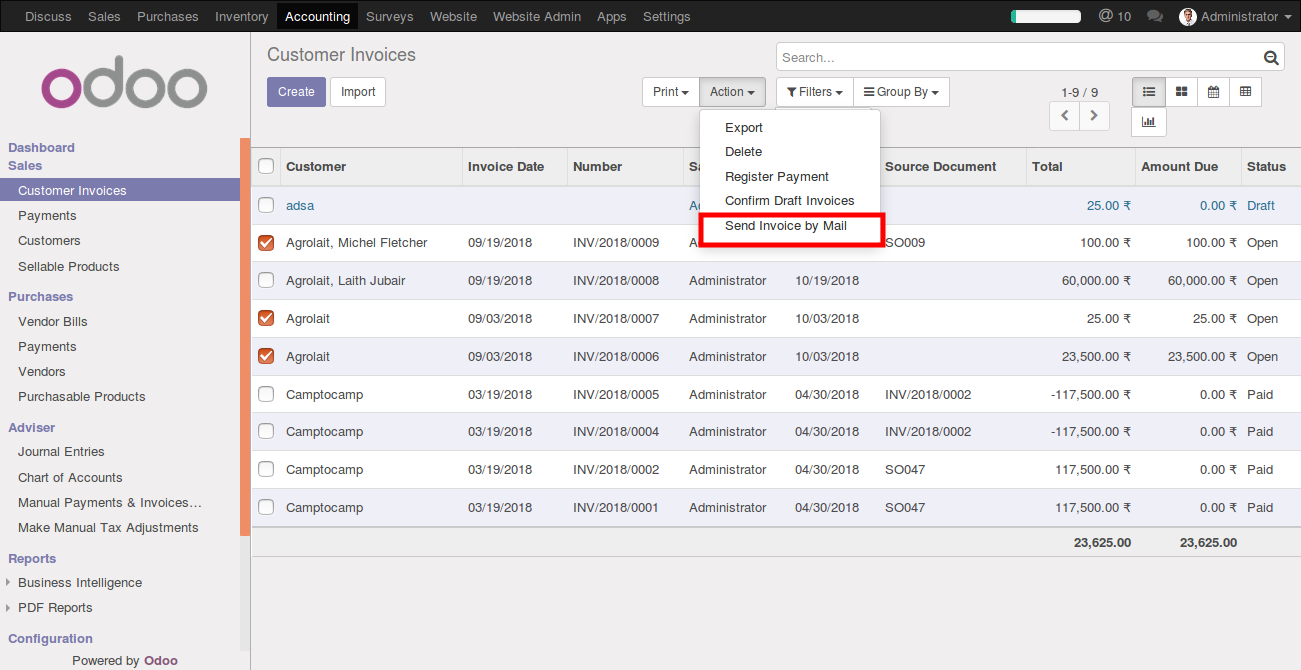 Discuss Sales Purchases Inventory Accounting Surveys Website Website Admin Apps Settings @ 10 Administrator
odoo
Customer Invoices
Search...
Create Import
Print Action Filters Group By
1-9 / 9
Export
Delete
Register Payment
Confirm Draft Invoices
Send Invoice by Mail
Dashboard
Sales
Customer Invoices
Payments
Customers
Sellable Products
Purchases
Vendor Bills
Payments
Vendors
Purchasable Products
Adviser
Journal Entries
Chart of Accounts
Manual Payments & Invoices...
Make Manual Tax Adjustments
Reports
Business Intelligence
PDF Reports
Configuration
Powered by Odoo
Customer Invoice Date Number Source Document Total Amount Due Status
adsa 25.00 ₹ 0.00 ₹ Draft
Agrolait, Michel Fletcher 09/19/2018 INV/2018/0009 SO009 100.00 ₹ 100.00 ₹ Open
Agrolait, Laith Jubair 09/19/2018 INV/2018/0008 Administrator 10/19/2018 60,000.00 ₹ 60,000.00 ₹ Open
Agrolait 09/03/2018 INV/2018/0007 Administrator 10/03/2018 25.00 ₹ 25.00 ₹ Open
Agrolait 09/03/2018 INV/2018/0006 Administrator 10/03/2018 23,500.00 ₹ 23,500.00 ₹ Open
Camptocamp 03/19/2018 INV/2018/0005 Administrator 04/30/2018 INV/2018/0002 -117,500.00 ₹ 0.00 ₹ Paid
Camptocamp 03/19/2018 INV/2018/0004 Administrator 04/30/2018 INV/2018/0002 -117,500.00 ₹ 0.00 ₹ Paid
Camptocamp 03/19/2018 INV/2018/0002 Administrator 04/30/2018 SO047 117,500.00 ₹ 0.00 ₹ Paid
Camptocamp 03/19/2018 INV/2018/0001 Administrator 04/30/2018 SO047 117,500.00 ₹ 0.00 ₹ Paid
23,625.00 23,625.00